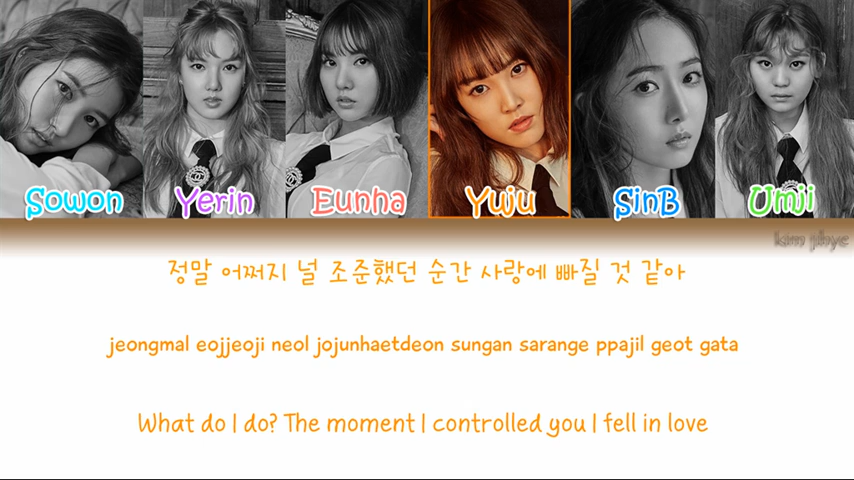 Sowon Yerin Eunha Yuju SinB Umji
kim jihye
정말 어쩌지 널 조준했던 순간 사랑에 빠질 것 같아
jeongmal eojjeoji neol jojunhaetdeon sungan sarange ppajil geot gata
What do I do? The moment I controlled you I fell in love